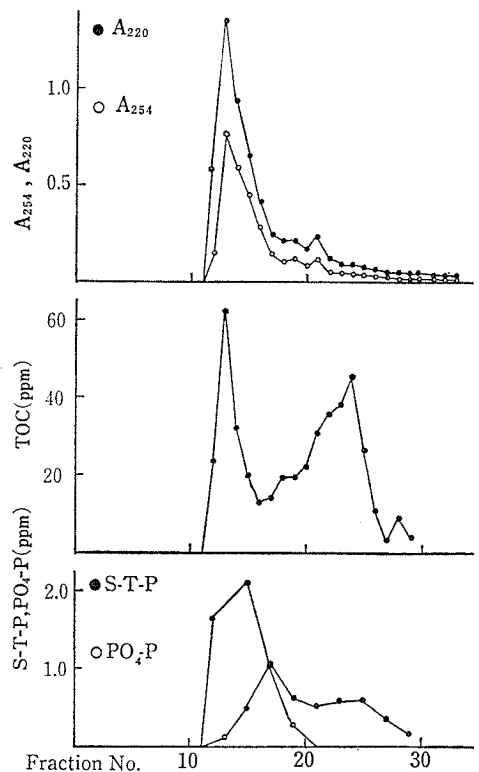 ● A₂₂₀
○ A₂₅₄
1.0
0.5
A₂₅₄ , A₂₂₀
60
40
20
TOC(ppm)
● S-T-P
○ PO₄-P
2.0
1.0
S-T-P,PO₄-P(ppm)
Fraction No. 10 20 30